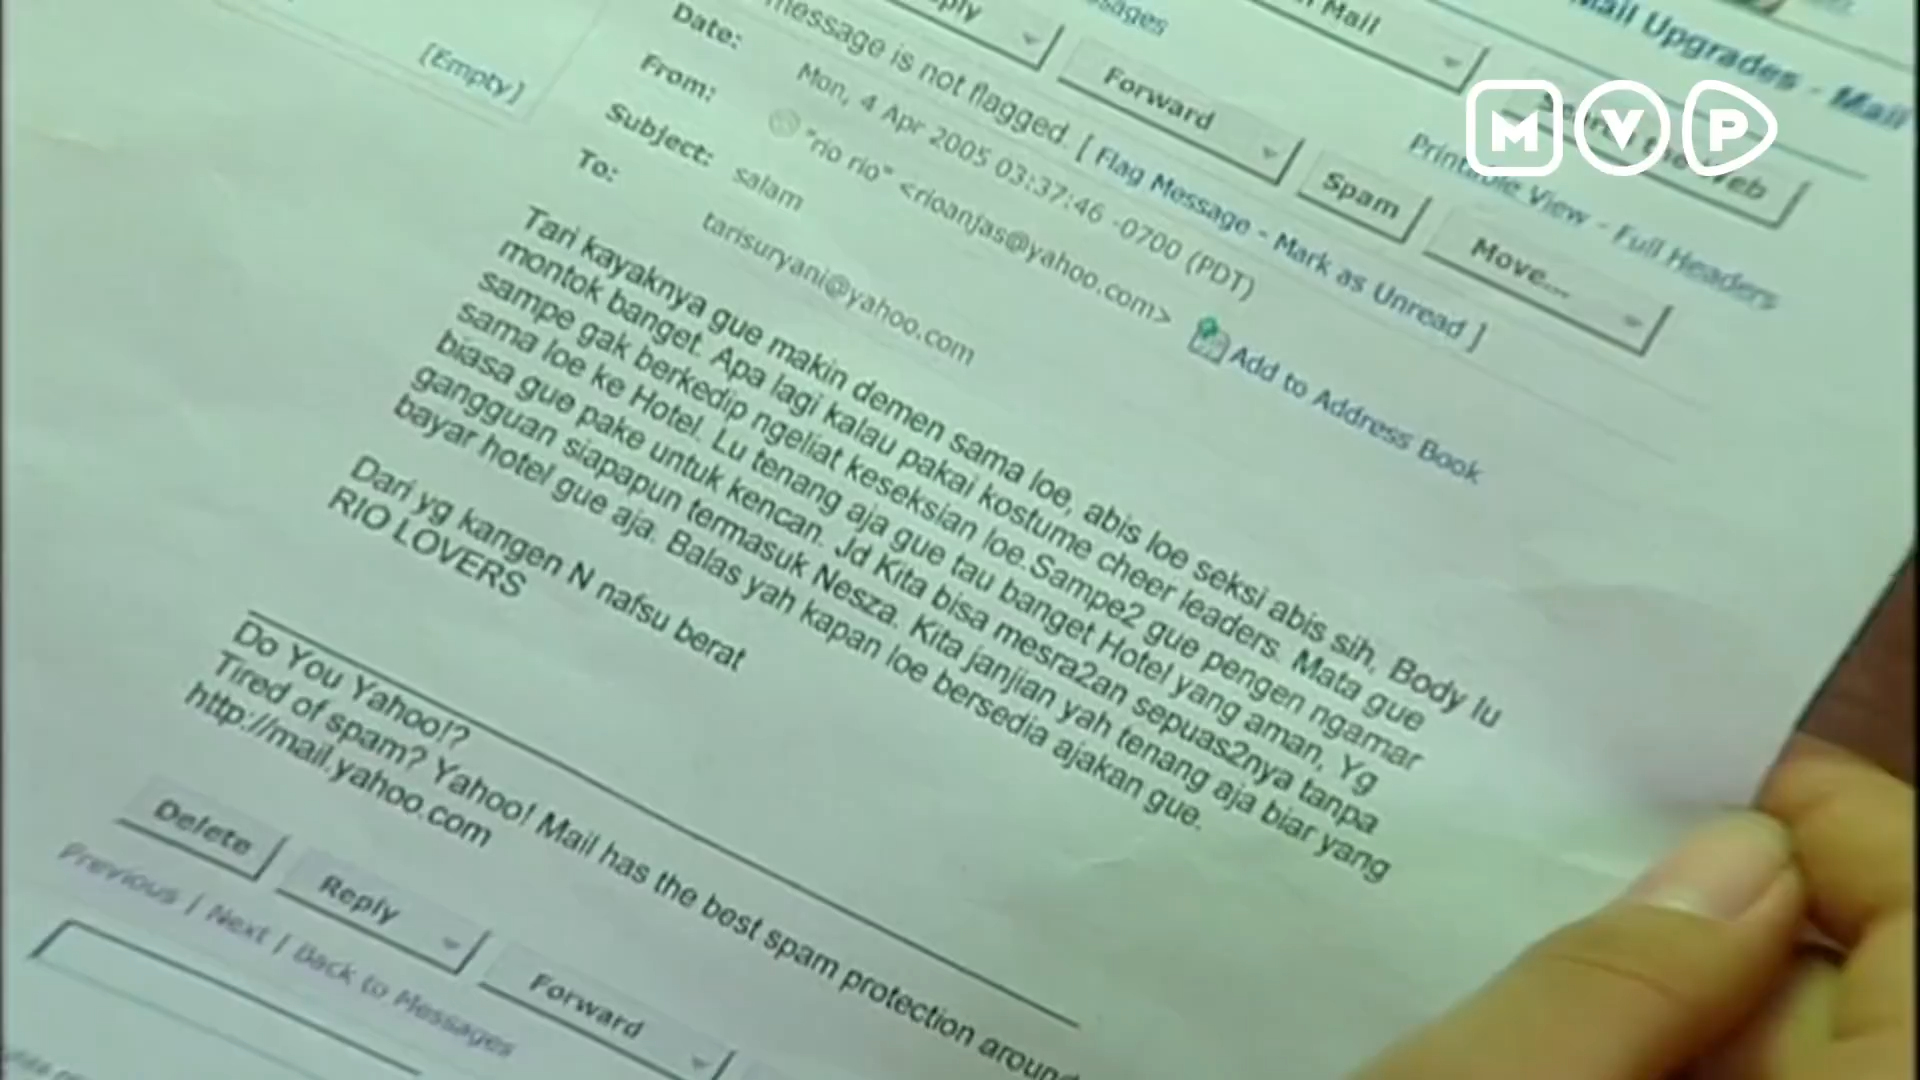 [Empty]
Mail
Mail Upgrades - Mail
Forward
Spam
Move...
Printable View - Full Headers
message is not flagged. [ Flag Message - Mark as Unread ]
Date: Mon, 4 Apr 2005 03:37:46 -0700 (PDT)
From: "rio rio" <rioanjas@yahoo.com> Add to Address Book
Subject: salam
To: tarisuryani@yahoo.com
Tari kayaknya gue makin demen sama loe, abis loe seksi abis sih, Body lu
montok banget. Apa lagi kalau pakai kostume cheer leaders. Mata gue
sampe gak berkedip ngeliat keseksian loe.Sampe2 gue pengen ngamar
sama loe ke Hotel. Lu tenang aja gue tau banget Hotel yang aman, Yg
biasa gue pake untuk kencan. Jd Kita bisa mesra2an sepuas2nya tanpa
gangguan siapapun termasuk Nesza. Kita janjian yah tenang aja biar yang
bayar hotel gue aja. Balas yah kapan loe bersedia ajakan gue.
Dari yg kangen N nafsu berat
RIO LOVERS
Do You Yahoo!?
Tired of spam? Yahoo! Mail has the best spam protection around
http://mail.yahoo.com
Delete
Reply
Forward
Previous | Next | Back to Messages
MVP